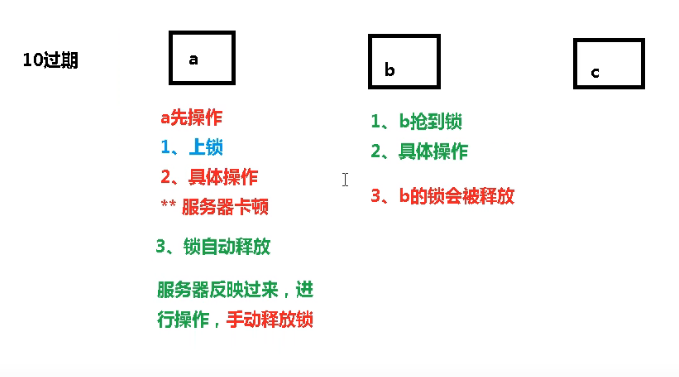 10过期
a
b
c
a先操作
1、上锁
2、具体操作
** 服务器卡顿
3、锁自动释放
服务器反映过来，进
行操作，手动释放锁
1、b抢到锁
2、具体操作
3、b的锁会被释放